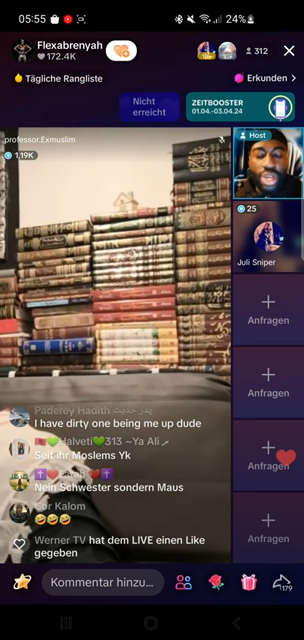 05:55
24%
Flexabrenyah
172.4K
312
Tägliche Rangliste
Erkunden >
Nicht
erreicht
ZEITBOOSTER
01.04.-03.04.24
professor.Exmuslim
1,19K
Host
25
Juli Sniper
+
Anfragen
+
Anfragen
+
Anfragen
+
Anfragen
Paderey Hadith پدر حدیث
I have dirty one being me up dude
Halveti💚313 ~Ya Ali
Seit ihr Moslems Yk
Nein Schwester sondern Maus
Kalom
🤣🤣🤣
Werner TV hat dem LIVE einen Like
gegeben
Kommentar hinzu...
179